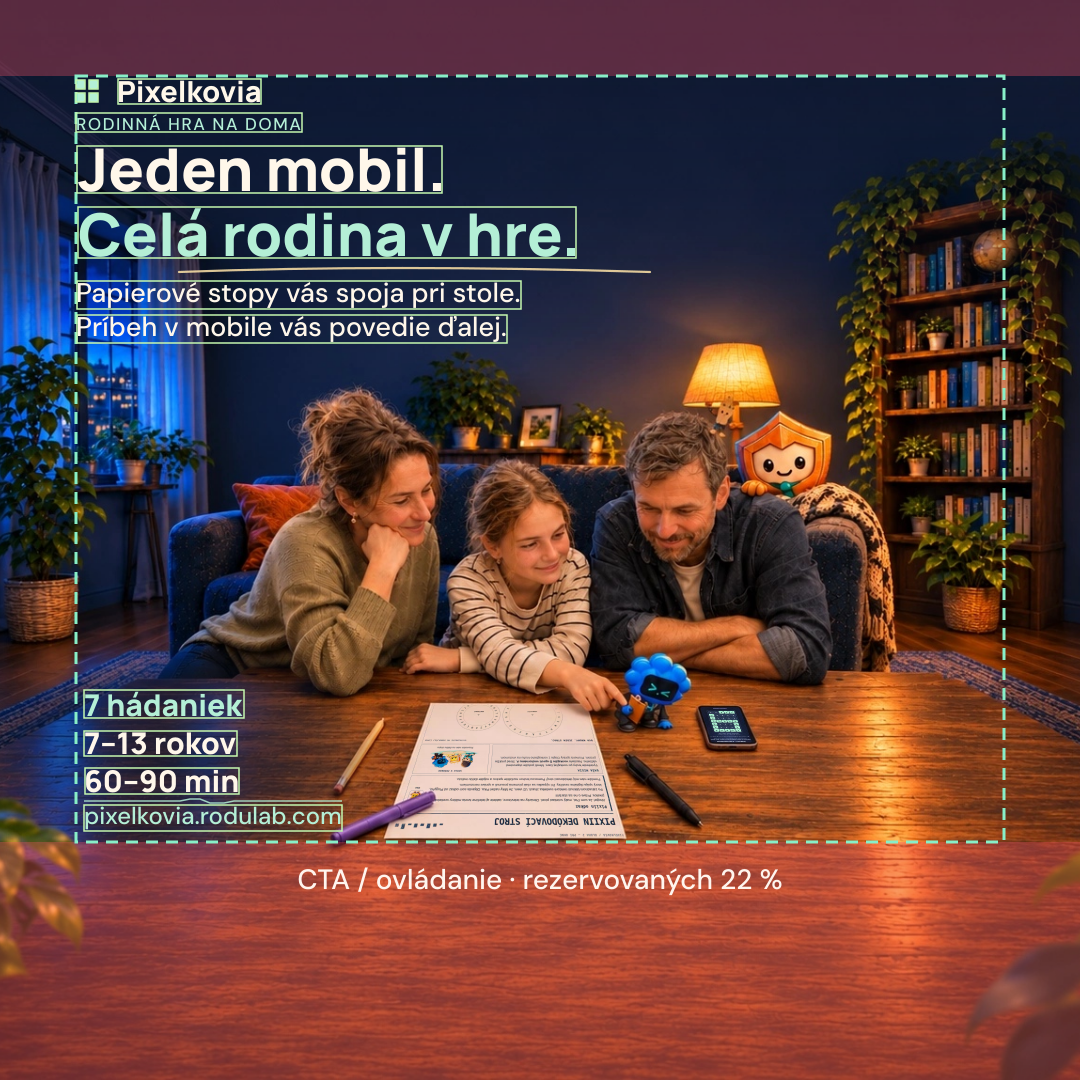 Pixelkovia
RODINNÁ HRA NA DOMA
Jeden mobil.
Celá rodina v hre.
Papierové stopy vás spoja pri stole.
Príbeh v mobile vás povedie ďalej.
7 hádaniek
7–13 rokov
60–90 min
pixelkovia.rodulab.com
PIXIIN DEKÓDOVACÍ STROJ
CTA / ovládanie · rezervovaných 22 %